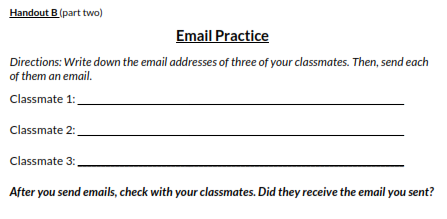 Handout B (part two)
Email Practice
Directions: Write down the email addresses of three of your classmates. Then, send each
of them an email.
Classmate 1:
Classmate 2:
Classmate 3:
After you send emails, check with your classmates. Did they receive the email you sent?